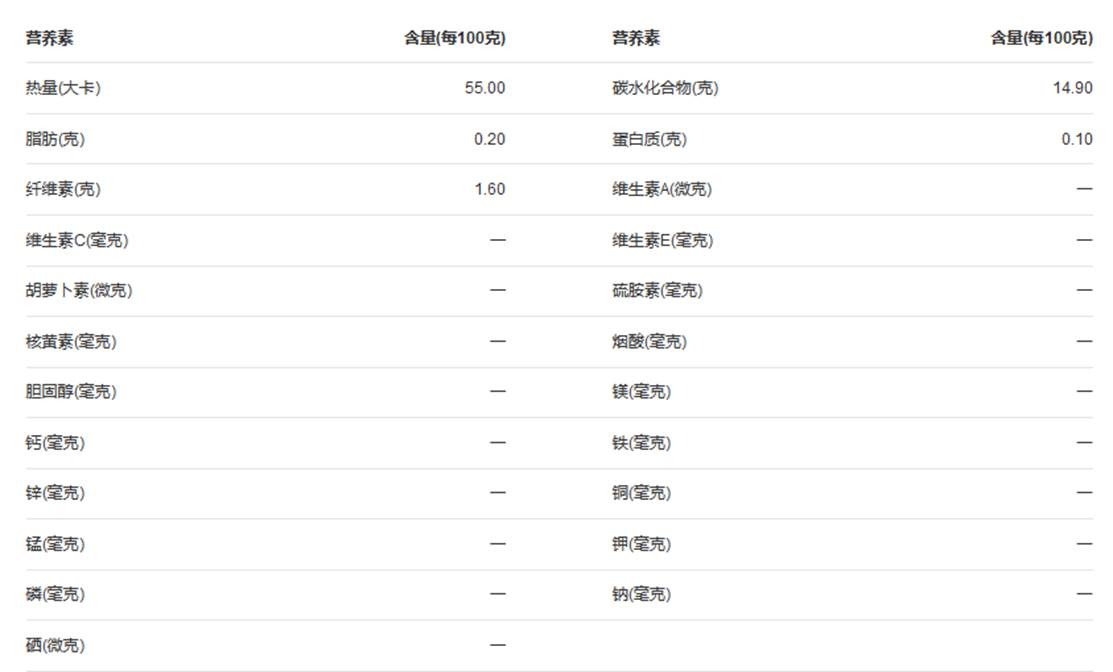 营养素 含量(每100克) 营养素 含量(每100克)
热量(大卡) 55.00 碳水化合物(克) 14.90
脂肪(克) 0.20 蛋白质(克) 0.10
纤维素(克) 1.60 维生素A(微克) —
维生素C(毫克) — 维生素E(毫克) —
胡萝卜素(微克) — 硫胺素(毫克) —
核黄素(毫克) — 烟酸(毫克) —
胆固醇(毫克) — 镁(毫克) —
钙(毫克) — 铁(毫克) —
锌(毫克) — 铜(毫克) —
锰(毫克) — 钾(毫克) —
磷(毫克) — 钠(毫克) —
硒(微克) —